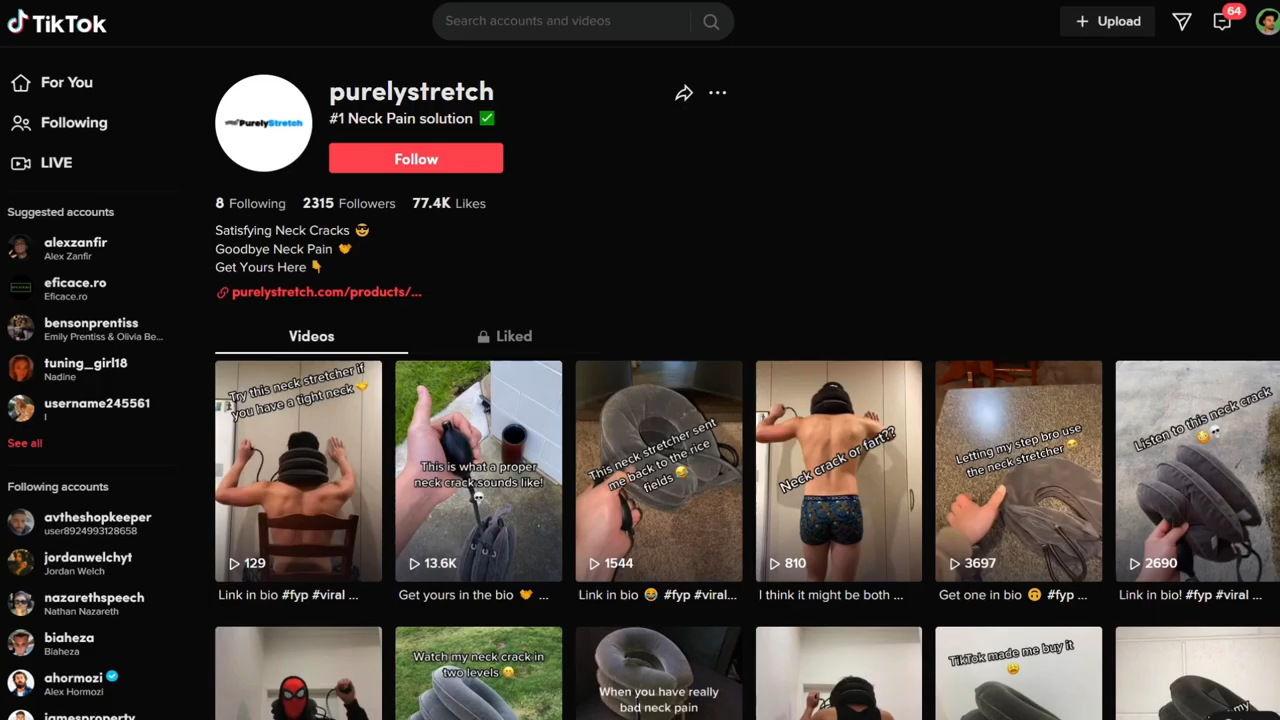 TikTok
Search accounts and videos
+ Upload
64
For You
Following
LIVE
Suggested accounts
alexzanfir
Alex Zanfir
eficace.ro
Eficace.ro
bensonprentiss
Emily Prentiss & Olivia Be...
tuning_girl18
Nadine
username245561
I
See all
Following accounts
avtheshopkeeper
user8924993128658
jordanwelchyt
Jordan Welch
nazarethspeech
Nathan Nazareth
biaheza
Biaheza
ahormozi
Alex Hormozi
jamesproperty
PurelyStretch
purelystretch
#1 Neck Pain solution ✅
Follow
8 Following 2315 Followers 77.4K Likes
Satisfying Neck Cracks 😎
Goodbye Neck Pain
Get Yours Here 👇
purelystretch.com/products/...
Videos
Liked
Try this neck stretcher if
you have a tight neck
129
Link in bio #fyp #viral ...
This is what a proper
neck crack sounds like!
💀
13.6K
Get yours in the bio ...
This neck stretcher sent
me back to the rice
fields 🤣
1544
Link in bio 😂 #fyp #viral...
Neck crack or fart??
810
I think it might be both ...
Letting my step bro use
the neck stretcher 😭
3697
Get one in bio 🙃 #fyp ...
Listen to this neck crack
😳💀
2690
Link in bio! #fyp #viral ...
Watch my neck crack in
two levels
When you have really
bad neck pain
TikTok made me buy it
my